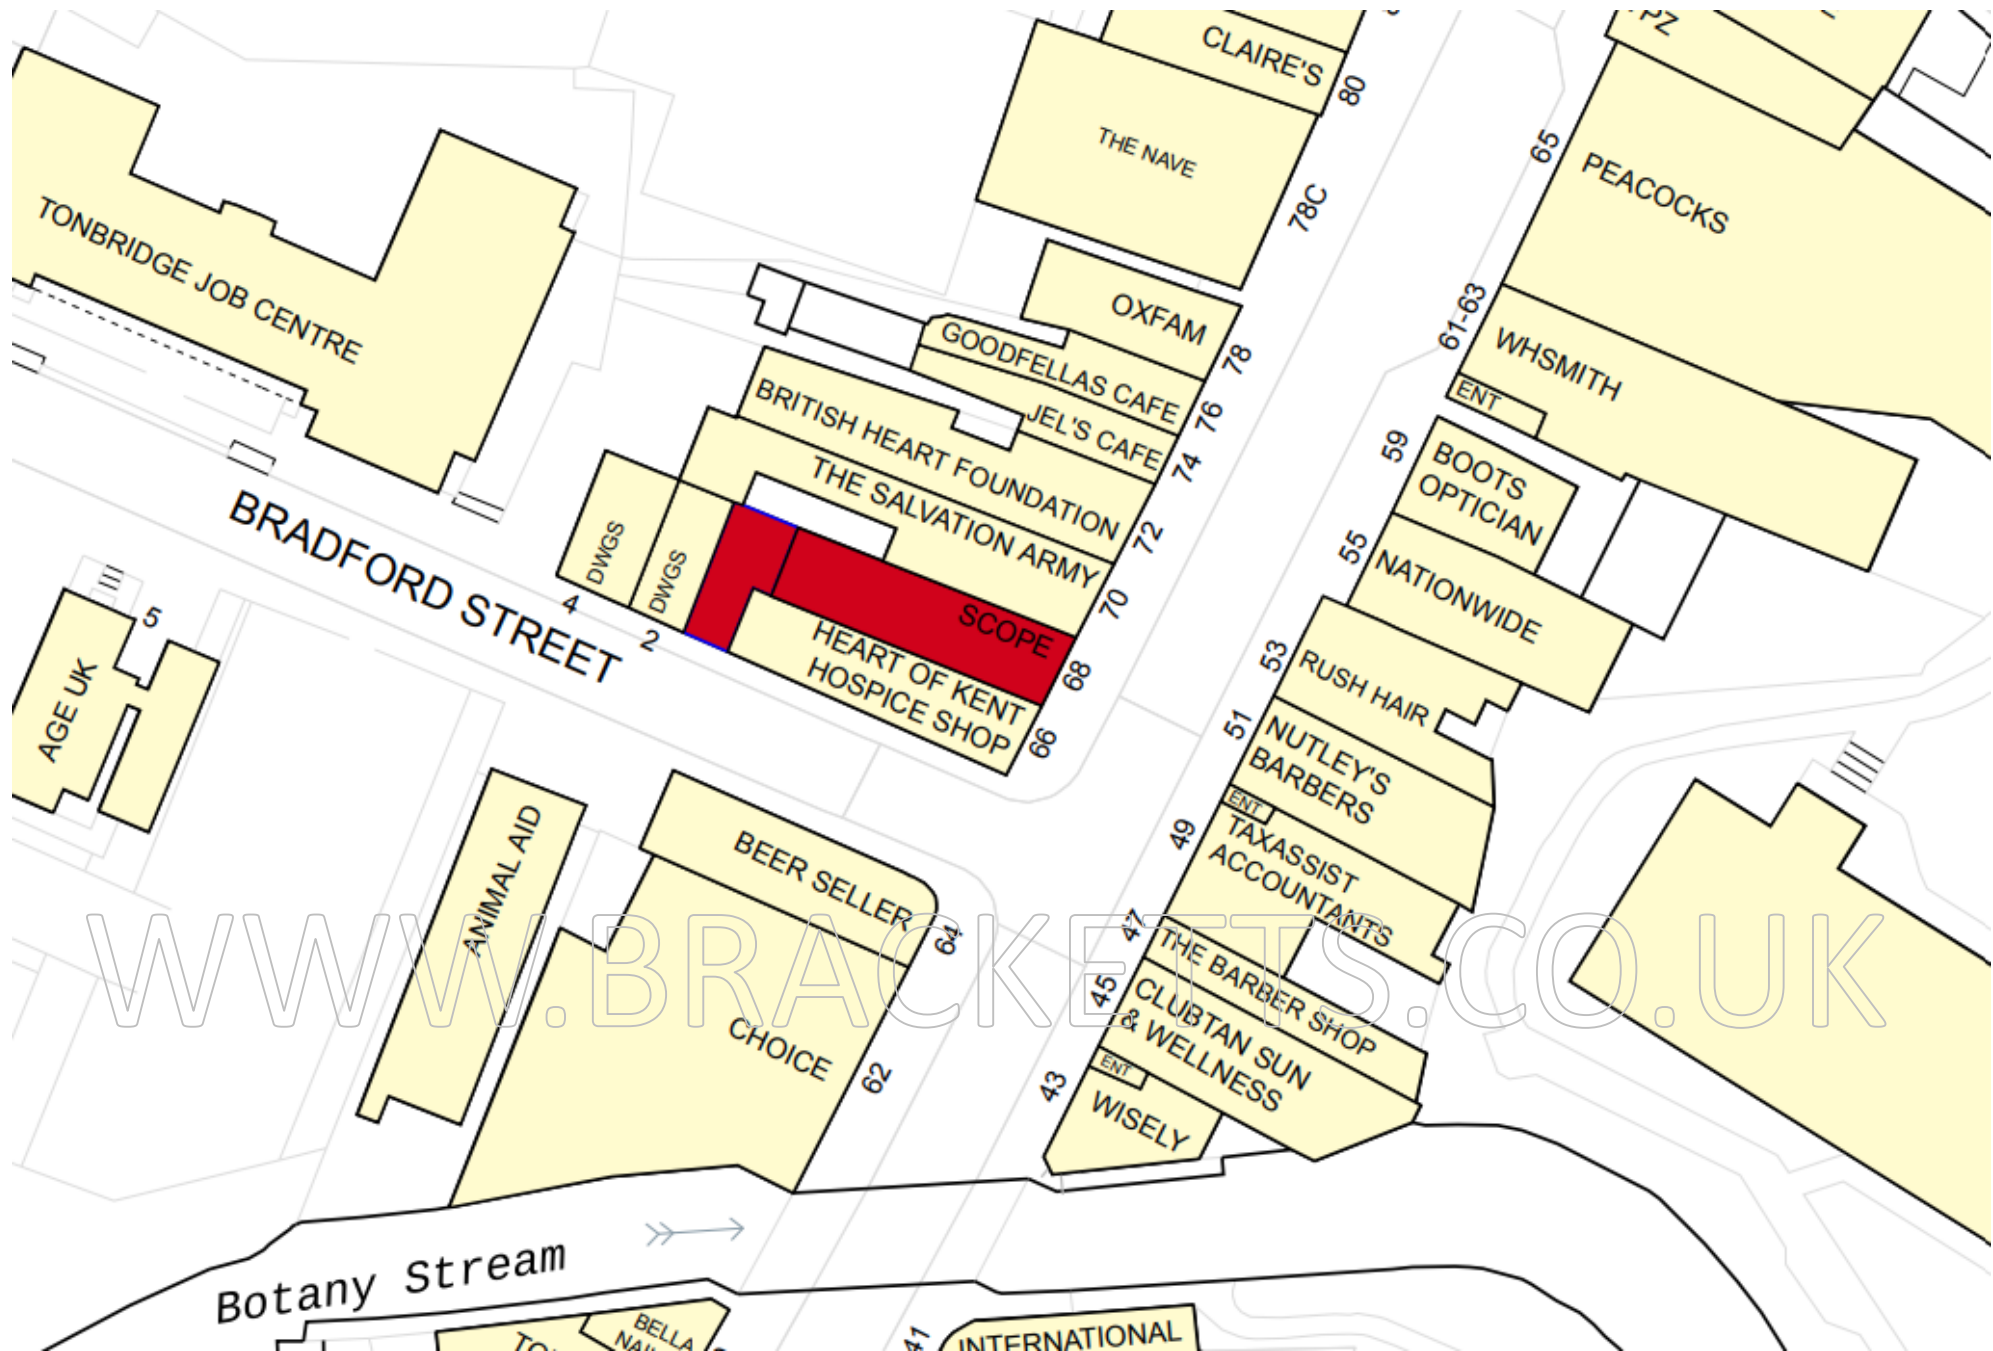 CLAIRE'S
80
THE NAVE
78C
65
PEACOCKS
TONBRIDGE JOB CENTRE
OXFAM
78
61-63
WHSMITH
ENT
GOODFELLAS CAFE
76
JEL'S CAFE
74
BRITISH HEART FOUNDATION
72
THE SALVATION ARMY
70
59
BOOTS
OPTICIAN
55
NATIONWIDE
DWGS
4
DWGS
2
BRADFORD STREET
SCOPE
68
HEART OF KENT
HOSPICE SHOP
66
53
RUSH HAIR
51
NUTLEY'S
BARBERS
5
AGE UK
ENT
49
TAXASSIST
ACCOUNTANTS
ANIMAL AID
BEER SELLER
64
47
THE BARBER SHOP
WWW.BRACKETTS.CO.UK
45
CLUBTAN SUN
& WELLNESS
CHOICE
62
ENT
43
WISELY
Botany Stream
BELLA
41
INTERNATIONAL